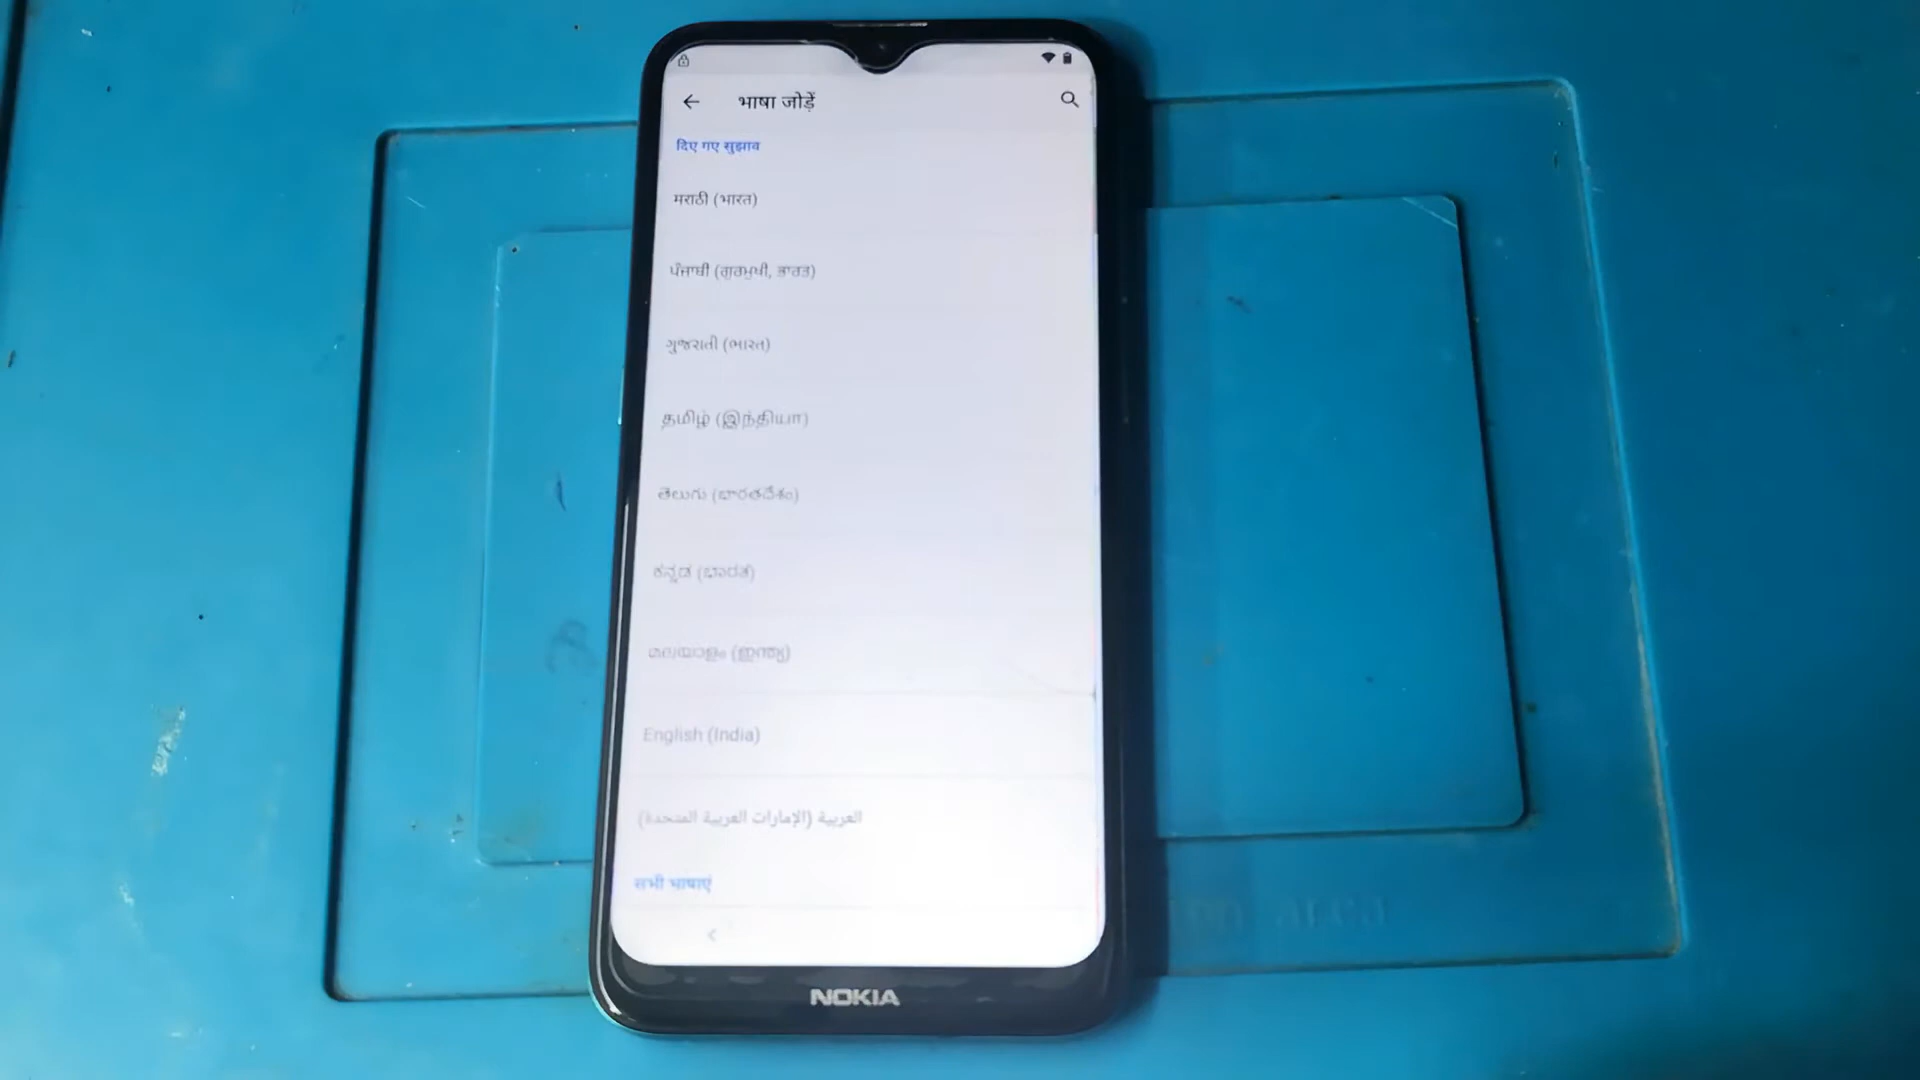 भाषा जोड़ें
दिए गए सुझाव
मराठी (भारत)
ਪੰਜਾਬੀ (ਗੁਰਮੁਖੀ, ਭਾਰਤ)
ગુજરાતી (ભારત)
தமிழ் (இந்தியா)
తెలుగు (భారతదేశం)
ಕನ್ನಡ (ಭಾರತ)
മലയാളം (ഇന്ത്യ)
English (India)
العربية (الإمارات العربية المتحدة)
सभी भाषाएं
NOKIA